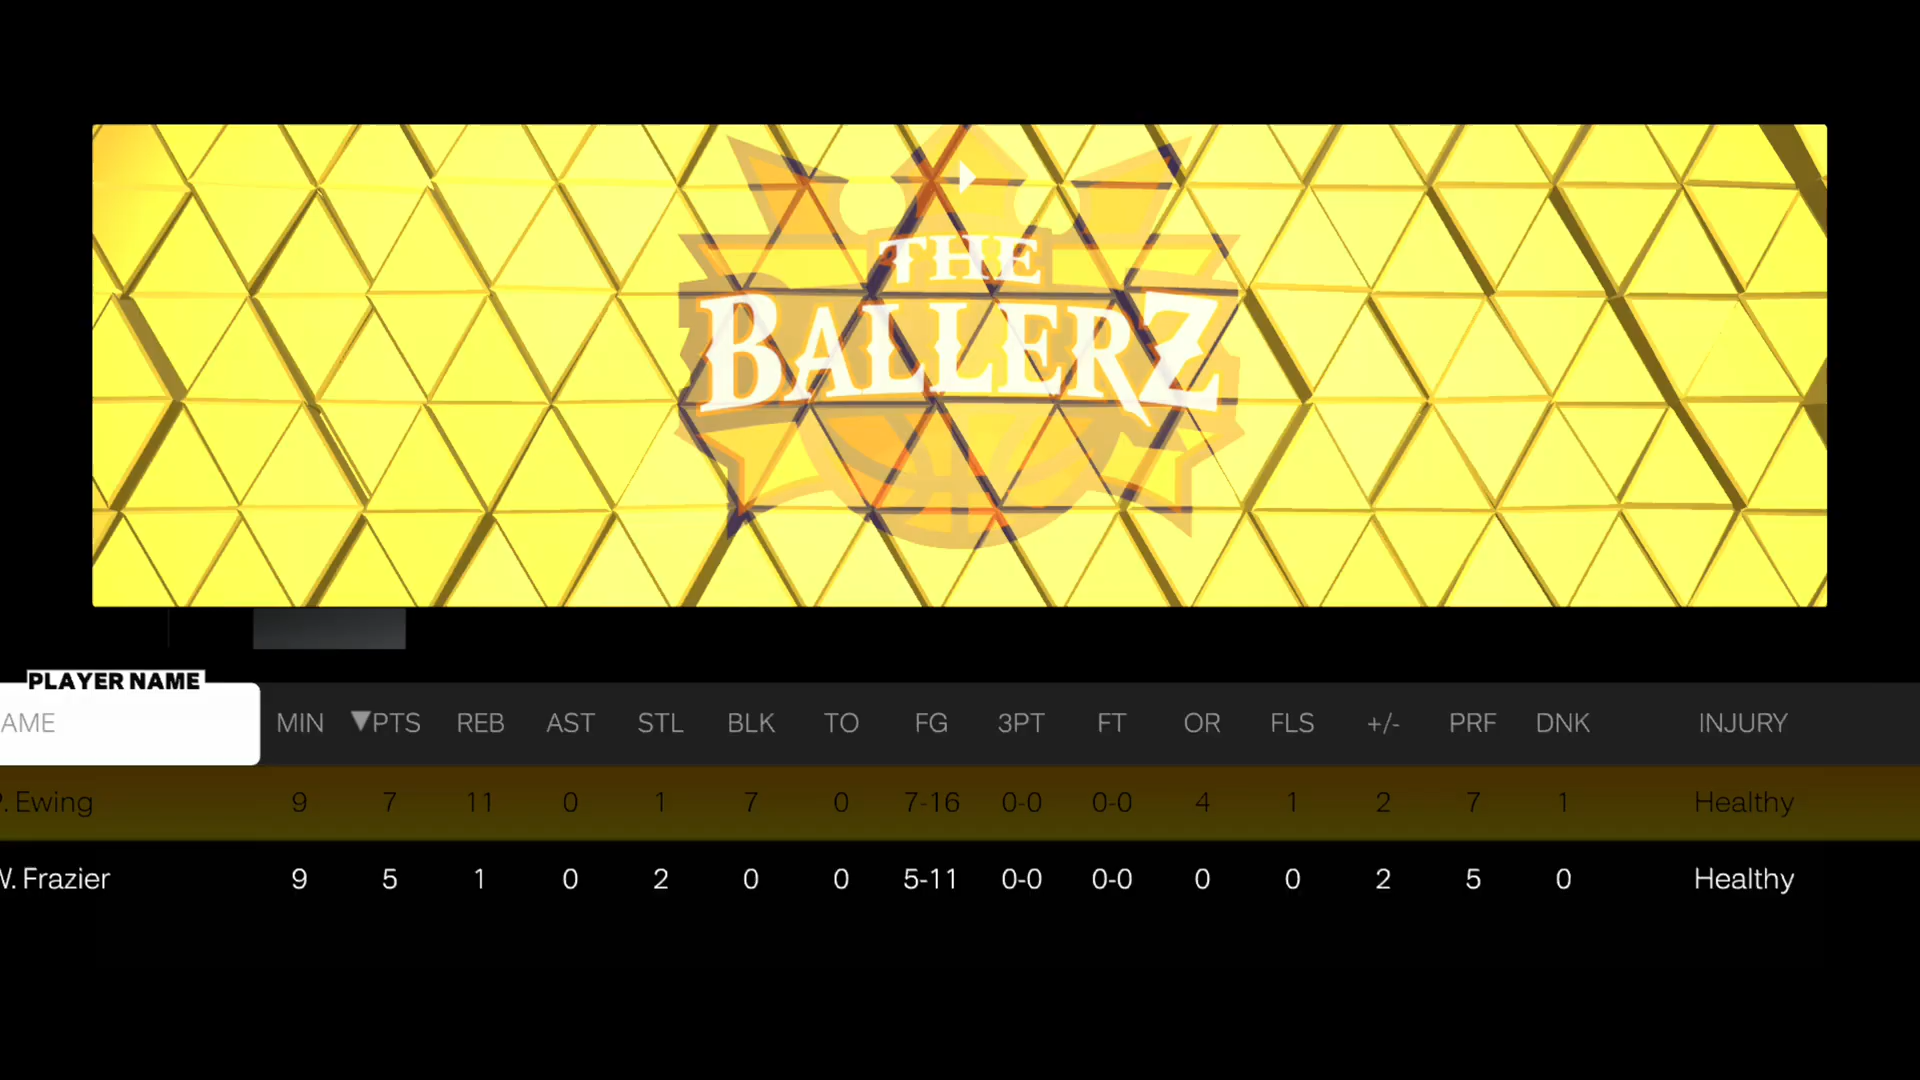 THE
BALLERZ
PLAYER NAME
AME MIN ▼PTS REB AST STL BLK TO FG 3PT FT OR FLS +/- PRF DNK INJURY
P. Ewing 9 7 11 0 1 7 0 7-16 0-0 0-0 4 1 2 7 1 Healthy
W. Frazier 9 5 1 0 2 0 0 5-11 0-0 0-0 0 0 2 5 0 Healthy